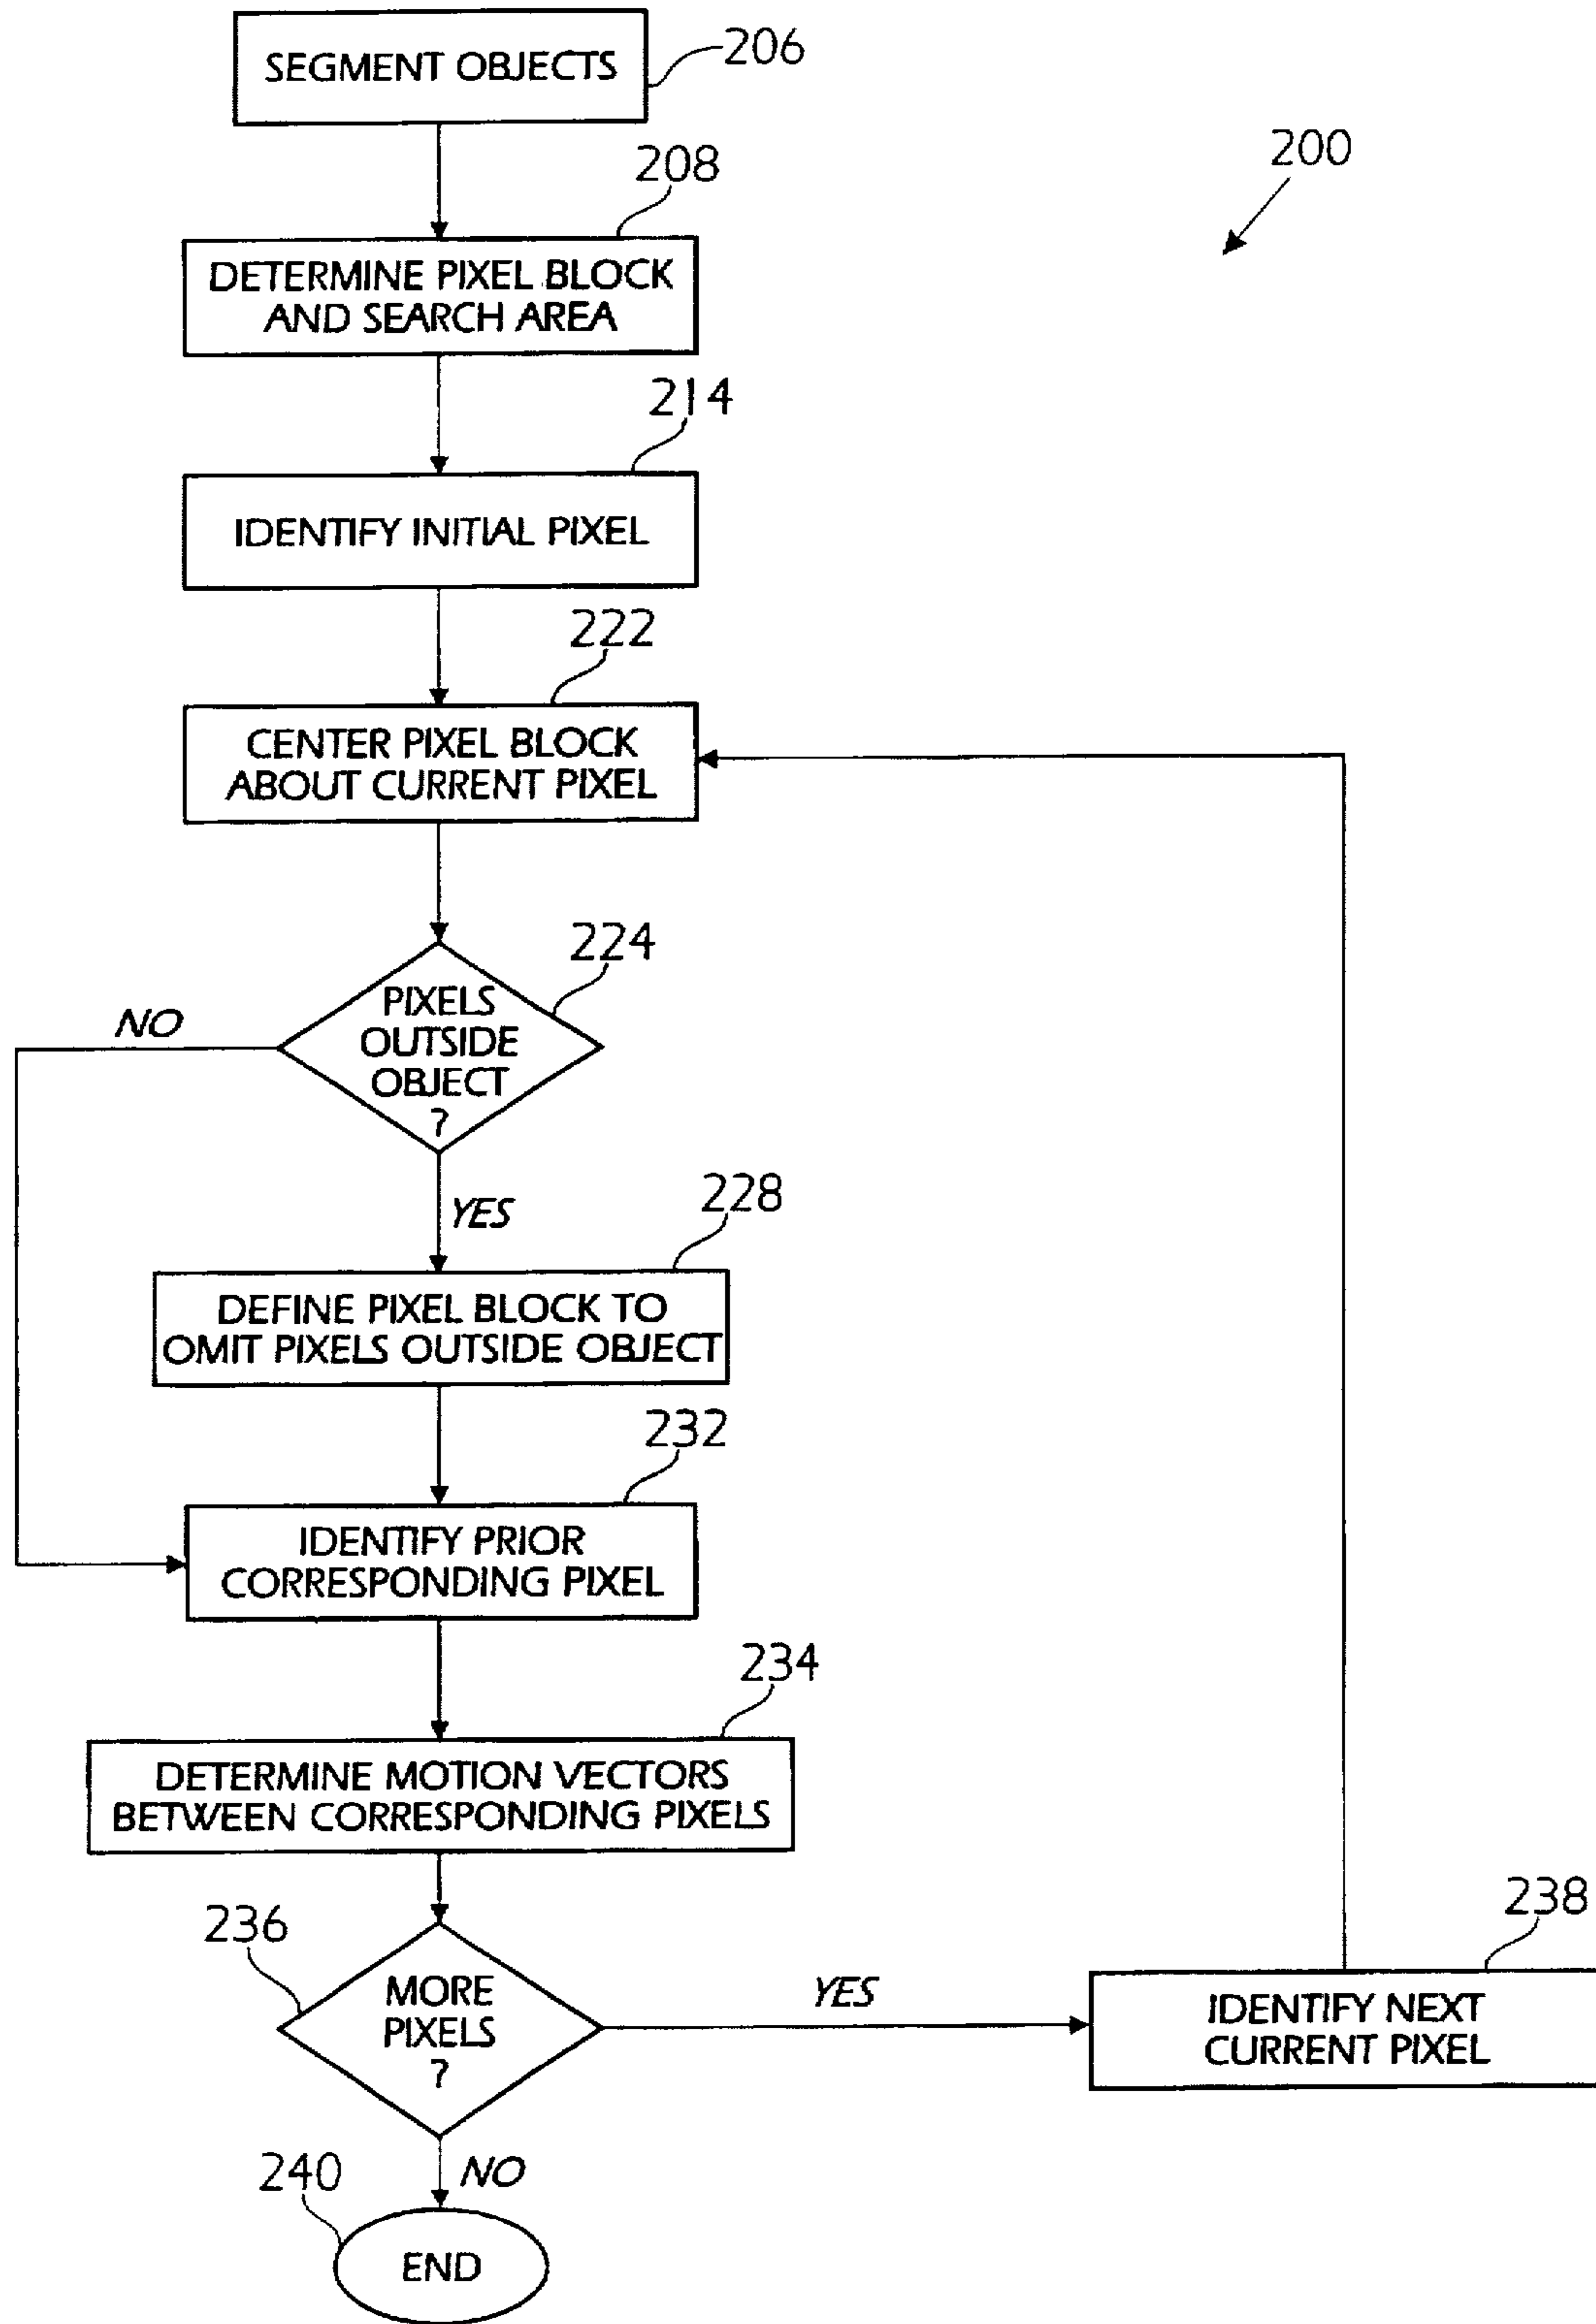 SEGMENT OBJECTS
206
200
208
DETERMINE PIXEL BLOCK
AND SEARCH AREA
214
IDENTIFY INITIAL PIXEL
222
CENTER PIXEL BLOCK
ABOUT CURRENT PIXEL
224
PIXELS
OUTSIDE
OBJECT
?
NO
YES
228
DEFINE PIXEL BLOCK TO
OMIT PIXELS OUTSIDE OBJECT
232
IDENTIFY PRIOR
CORRESPONDING PIXEL
234
DETERMINE MOTION VECTORS
BETWEEN CORRESPONDING PIXELS
236
MORE
PIXELS
?
YES
238
IDENTIFY NEXT
CURRENT PIXEL
NO
240
END